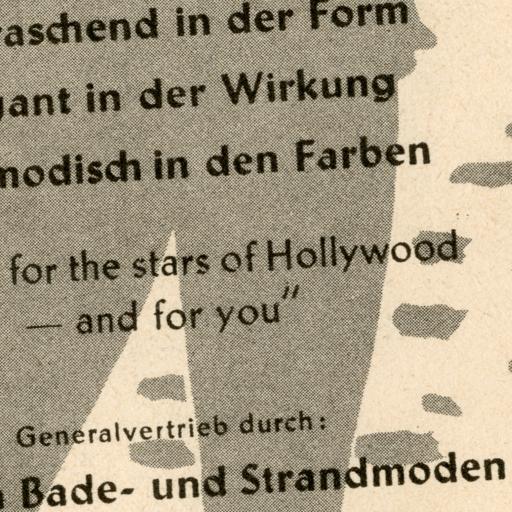 raschend in der Form
gant in der Wirkung
modisch in den Farben
for the stars of Hollywood
— and for you"
Generalvertrieb durch:
Bade- und Strandmoden